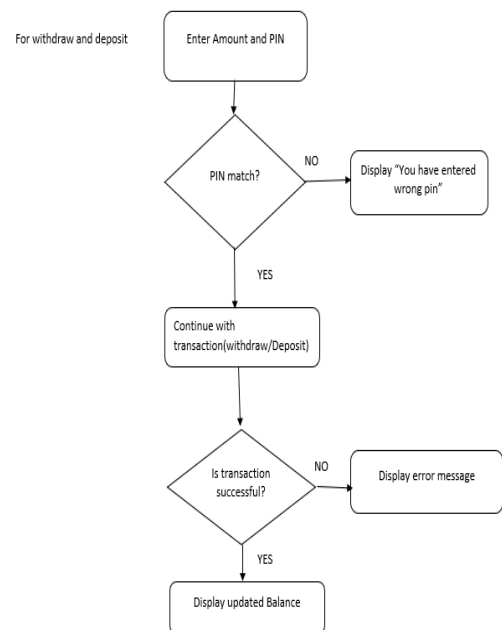 For withdraw and deposit
Enter Amount and PIN
PIN match?
NO
Display “You have entered
wrong pin”
YES
Continue with
transaction(withdraw/Deposit)
Is transaction
successful?
NO
Display error message
YES
Display updated Balance